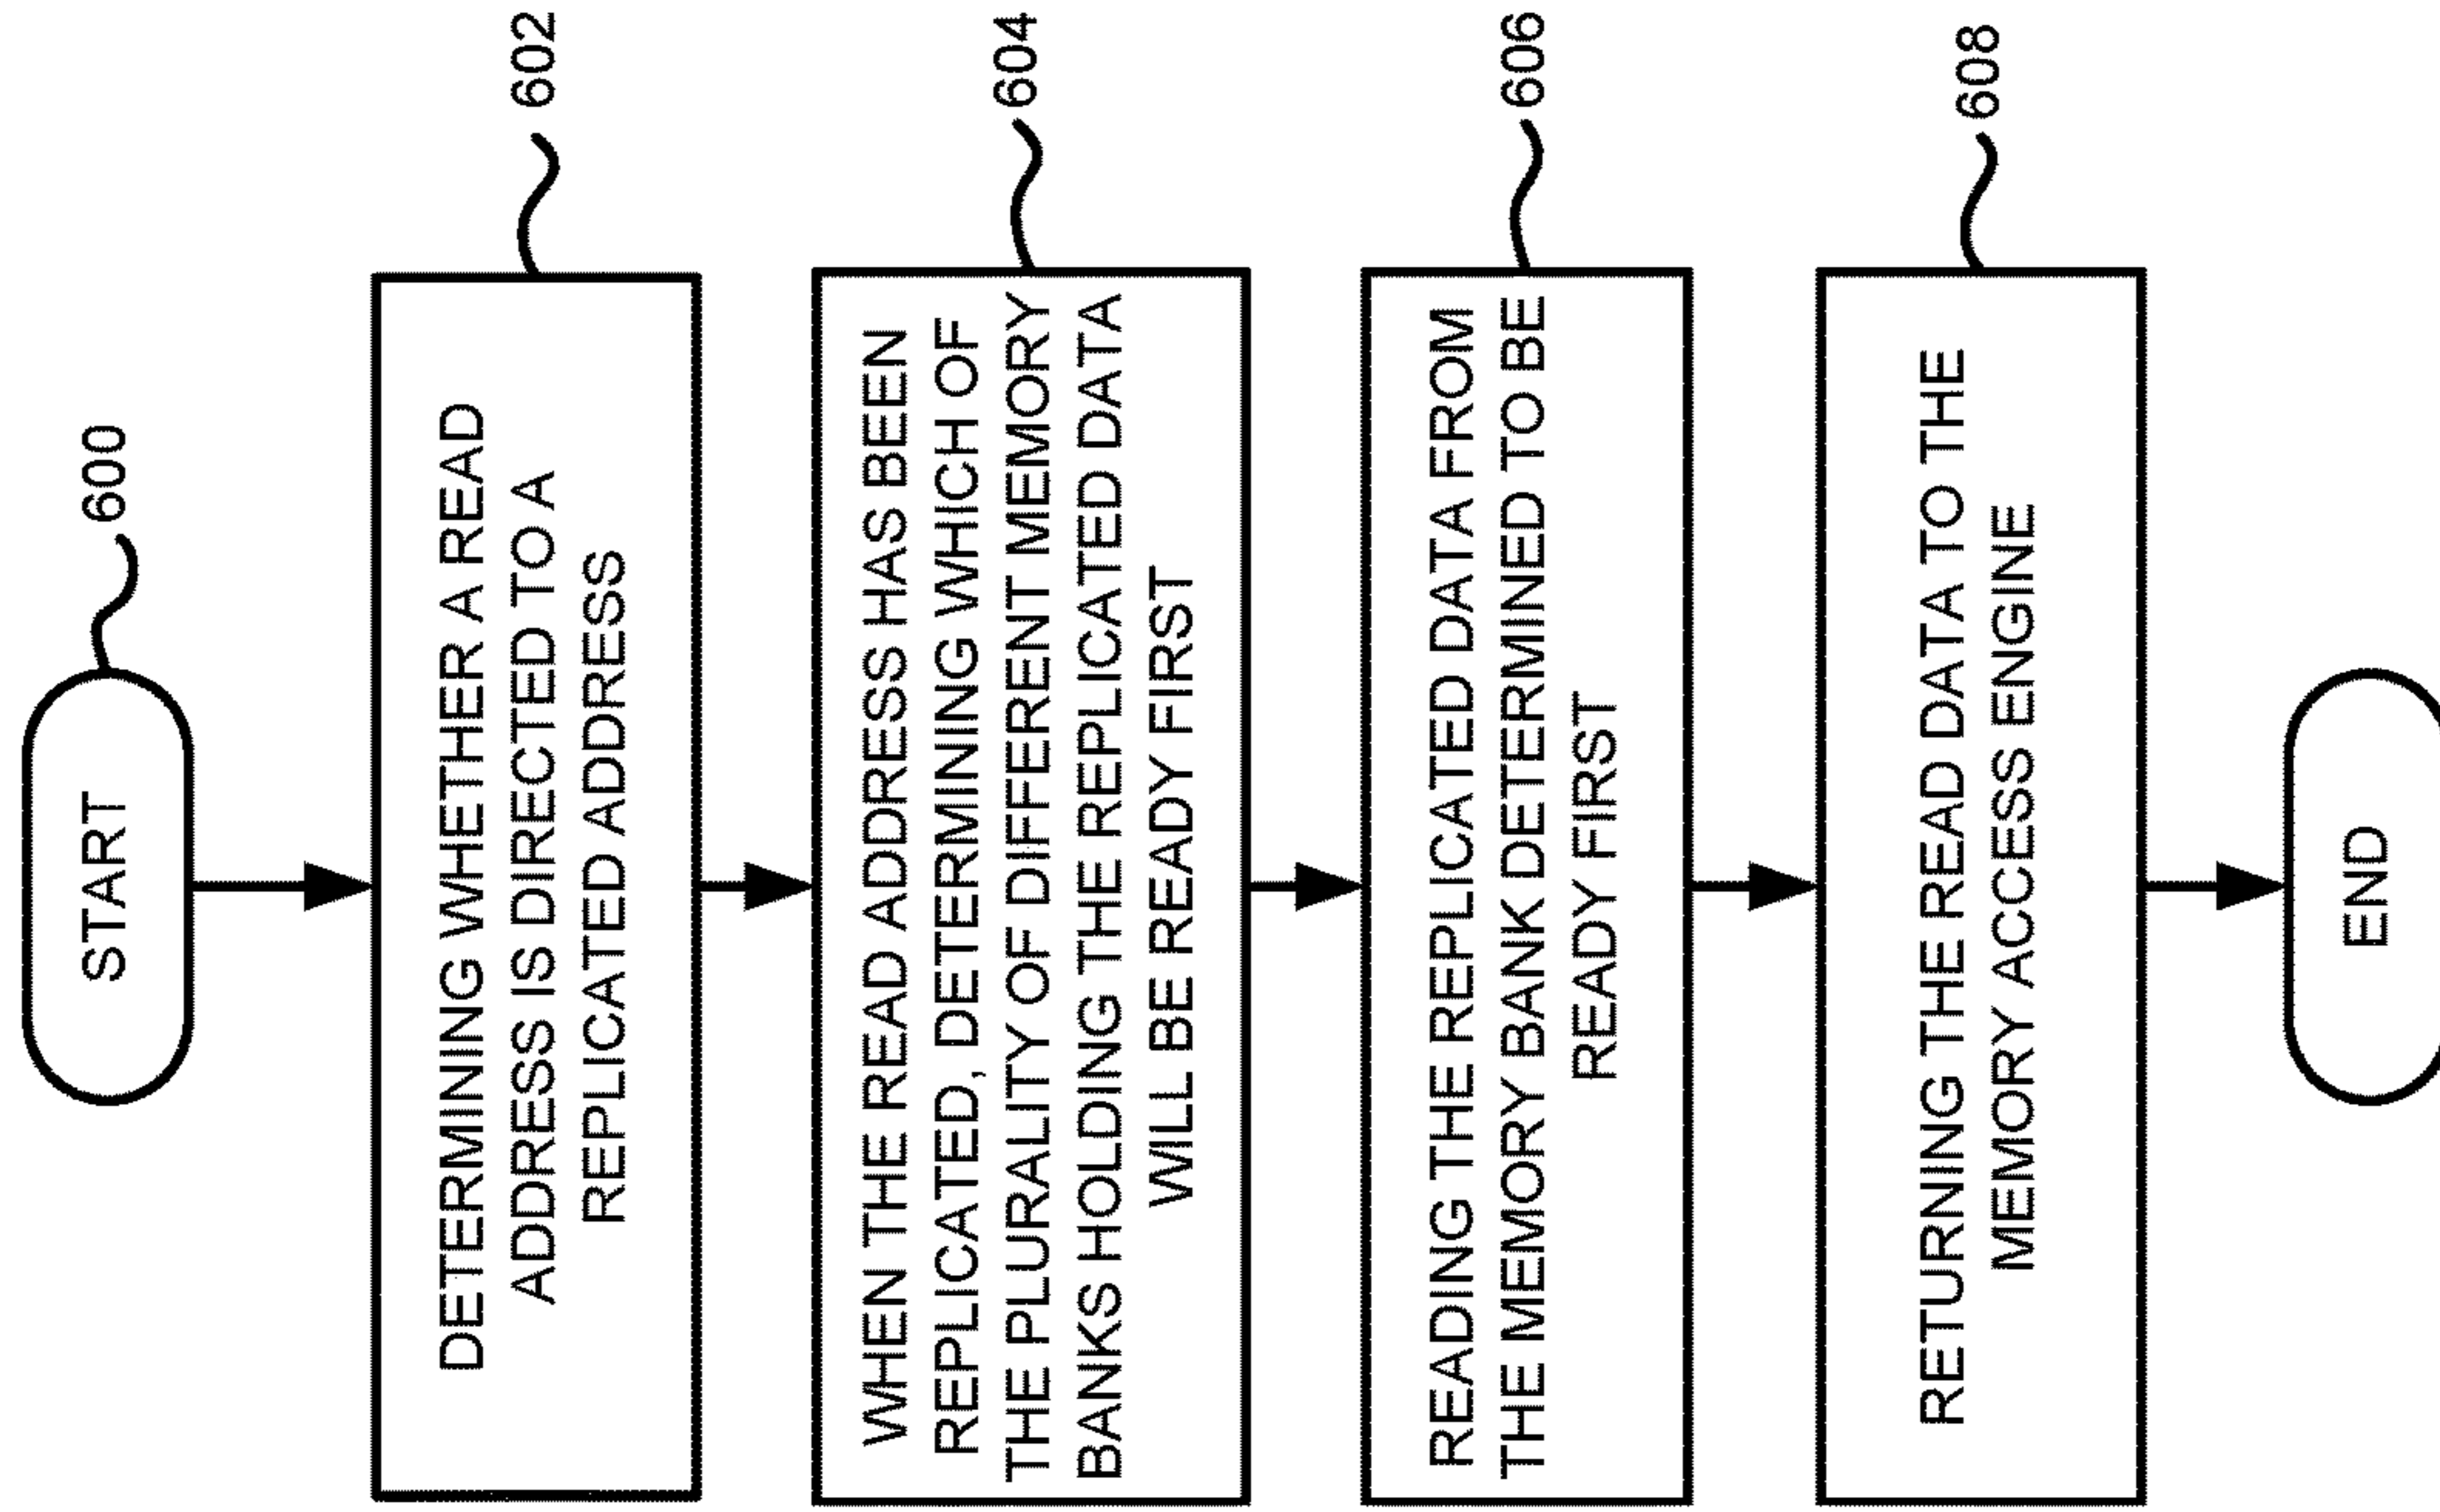 START
600
DETERMINING WHETHER A READ
ADDRESS IS DIRECTED TO A
REPLICATED ADDRESS
602
WHEN THE READ ADDRESS HAS BEEN
REPLICATED, DETERMINING WHICH OF
THE PLURALITY OF DIFFERENT MEMORY
BANKS HOLDING THE REPLICATED DATA
WILL BE READY FIRST
604
READING THE REPLICATED DATA FROM
THE MEMORY BANK DETERMINED TO BE
READY FIRST
606
RETURNING THE READ DATA TO THE
MEMORY ACCESS ENGINE
608
END